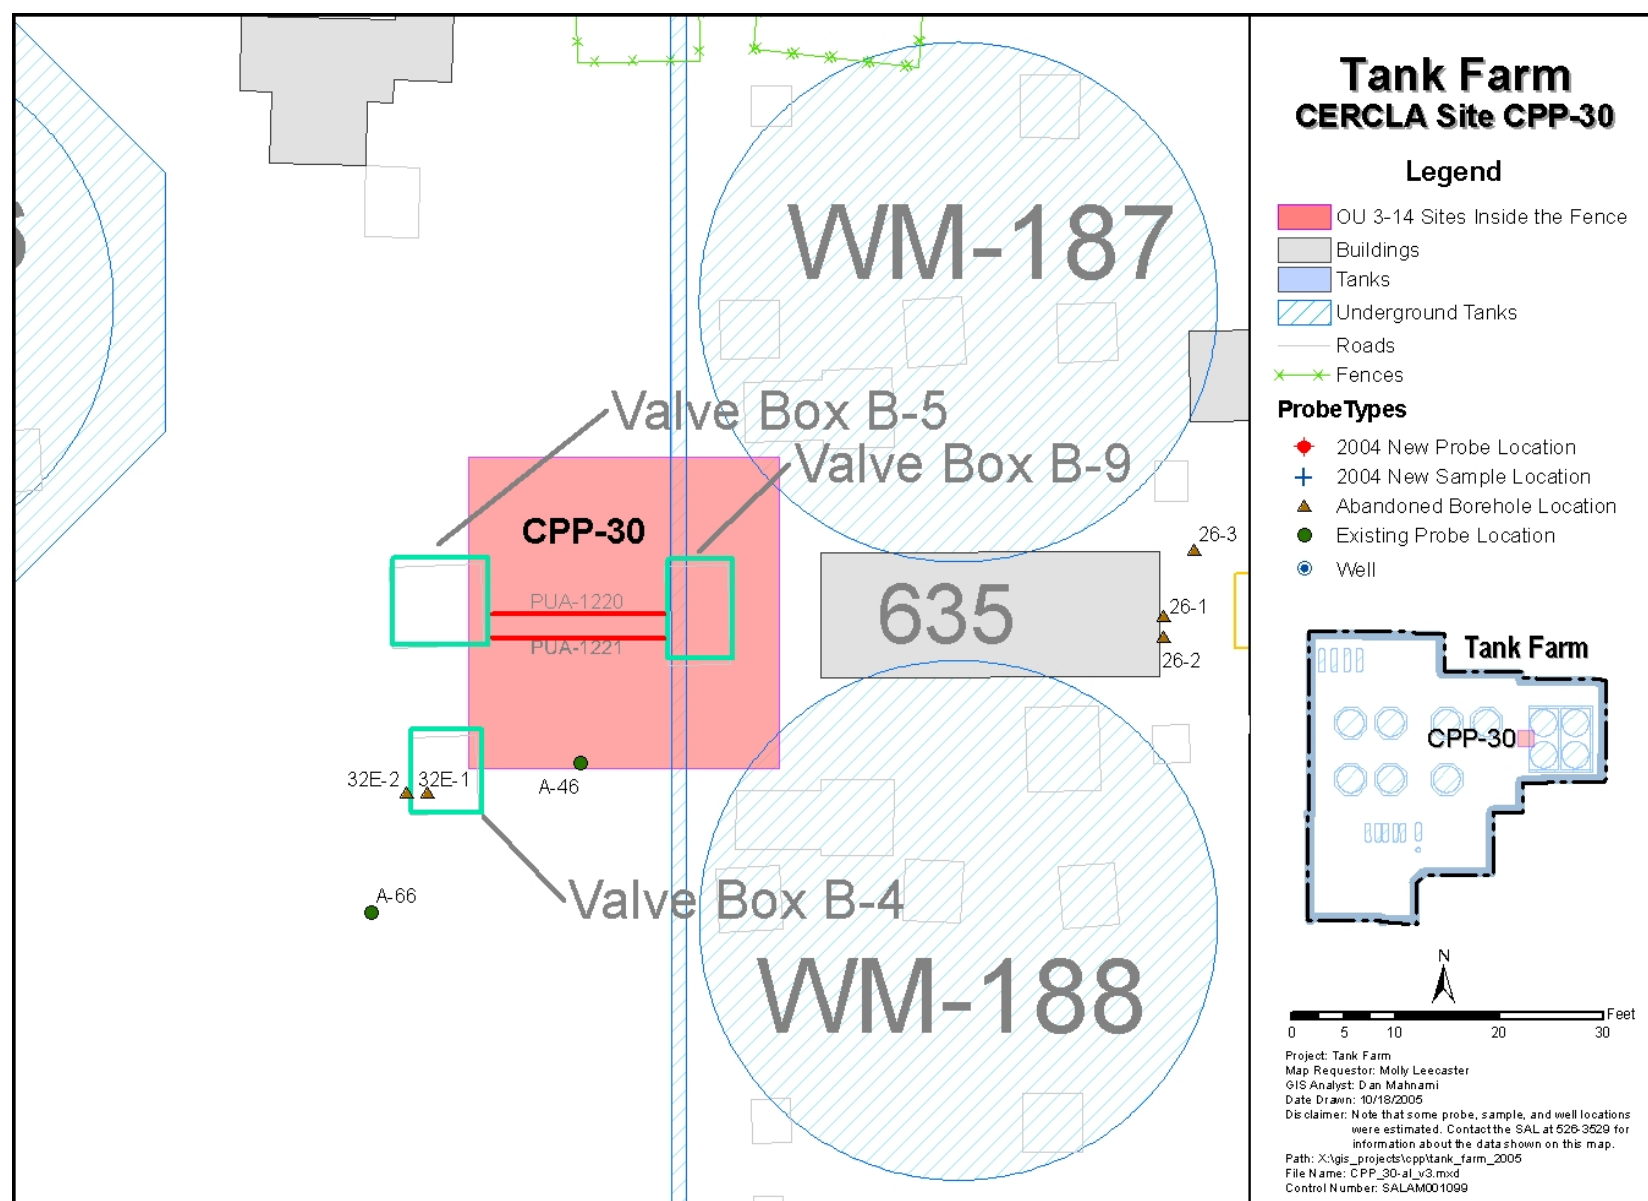 WM-187
Valve Box B-5
Valve Box B-9
CPP-30
PUA-1220
PUA-1221
635
26-3
26-1
26-2
32E-2
32E-1
A-46
A-66
Valve Box B-4
WM-188
Tank Farm
CERCLA Site CPP-30
Legend
OU 3-14 Sites Inside the Fence
Buildings
Tanks
Underground Tanks
Roads
Fences
Probe Types
2004 New Probe Location
2004 New Sample Location
Abandoned Borehole Location
Existing Probe Location
Well
Tank Farm
CPP-30
N
Feet
0 5 10 20 30
Project: Tank Farm
Map Requestor: Molly Leecaster
GIS Analyst: Dan Mahnami
Date Drawn: 10/18/2005
Disclaimer: Note that some probe, sample, and well locations
were estimated. Contact the SAL at 526-3529 for
information about the data shown on this map.
Path: X:\gis_projects\cpp\tank_farm_2005
File Name: CPP_30-al_v3.mxd
Control Number: SALAM001099